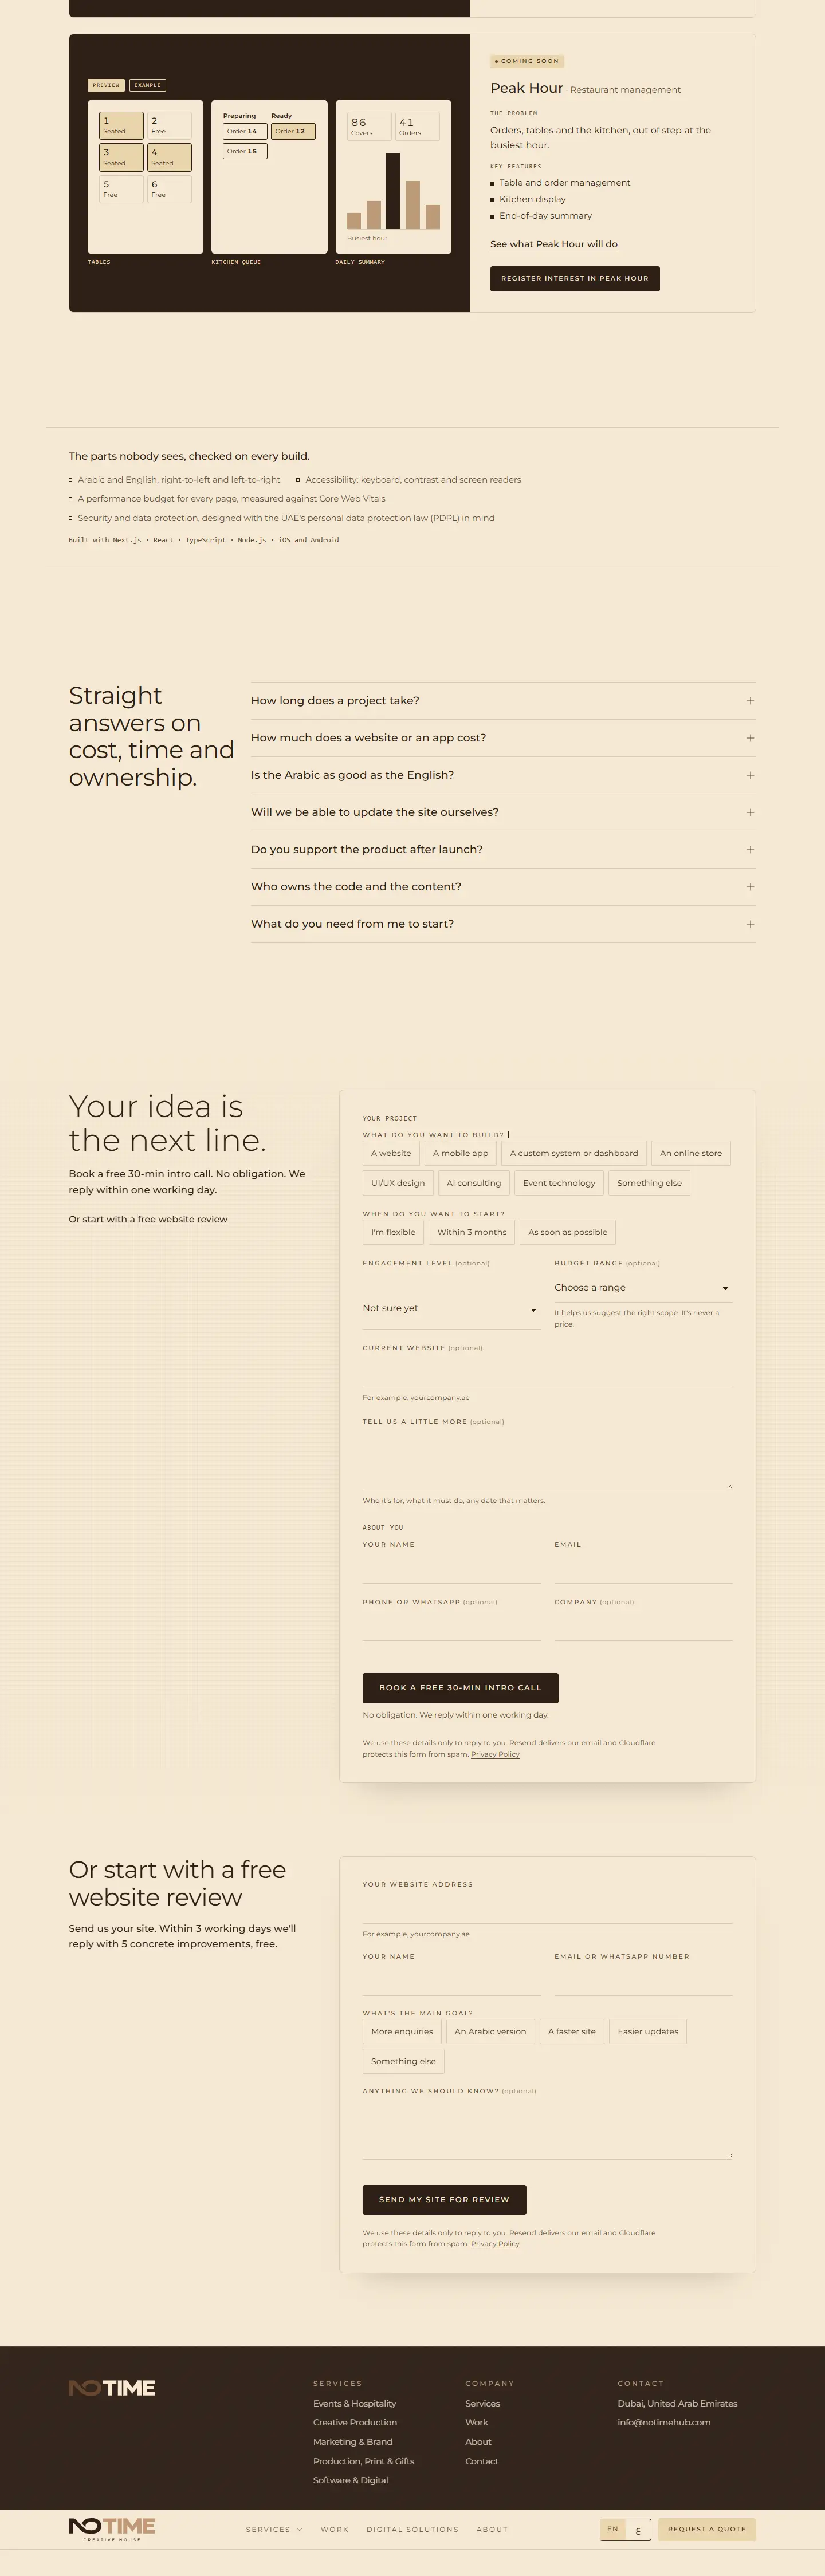 PREVIEW EXAMPLE
1 Seated
2 Free
3 Seated
4 Seated
5 Free
6 Free
TABLES
Preparing Ready
Order 14 Order 12
Order 15
KITCHEN QUEUE
86 Covers
41 Orders
Busiest hour
DAILY SUMMARY
COMING SOON
Peak Hour · Restaurant management
THE PROBLEM
Orders, tables and the kitchen, out of step at the
busiest hour.
KEY FEATURES
Table and order management
Kitchen display
End-of-day summary
See what Peak Hour will do
REGISTER INTEREST IN PEAK HOUR
The parts nobody sees, checked on every build.
Arabic and English, right-to-left and left-to-right
Accessibility: keyboard, contrast and screen readers
A performance budget for every page, measured against Core Web Vitals
Security and data protection, designed with the UAE's personal data protection law (PDPL) in mind
Built with Next.js · React · TypeScript · Node.js · iOS and Android
Straight
answers on
cost, time and
ownership.
How long does a project take?
How much does a website or an app cost?
Is the Arabic as good as the English?
Will we be able to update the site ourselves?
Do you support the product after launch?
Who owns the code and the content?
What do you need from me to start?
Your idea is
the next line.
Book a free 30-min intro call. No obligation. We
reply within one working day.
Or start with a free website review
YOUR PROJECT
WHAT DO YOU WANT TO BUILD?
A website A mobile app A custom system or dashboard An online store
UI/UX design AI consulting Event technology Something else
WHEN DO YOU WANT TO START?
I'm flexible Within 3 months As soon as possible
ENGAGEMENT LEVEL (optional)
Not sure yet
BUDGET RANGE (optional)
Choose a range
It helps us suggest the right scope. It's never a
price.
CURRENT WEBSITE (optional)
For example, yourcompany.ae
TELL US A LITTLE MORE (optional)
Who it's for, what it must do, any date that matters.
ABOUT YOU
YOUR NAME EMAIL
PHONE OR WHATSAPP (optional) COMPANY (optional)
BOOK A FREE 30-MIN INTRO CALL
No obligation. We reply within one working day.
We use these details only to reply to you. Resend delivers our email and Cloudflare
protects this form from spam. Privacy Policy
Or start with a free
website review
Send us your site. Within 3 working days we'll
reply with 5 concrete improvements, free.
YOUR WEBSITE ADDRESS
For example, yourcompany.ae
YOUR NAME EMAIL OR WHATSAPP NUMBER
WHAT'S THE MAIN GOAL?
More enquiries An Arabic version A faster site Easier updates
Something else
ANYTHING WE SHOULD KNOW? (optional)
SEND MY SITE FOR REVIEW
We use these details only to reply to you. Resend delivers our email and Cloudflare
protects this form from spam. Privacy Policy
NOTIME
SERVICES
Events & Hospitality
Creative Production
Marketing & Brand
Production, Print & Gifts
Software & Digital
COMPANY
Services
Work
About
Contact
CONTACT
Dubai, United Arab Emirates
info@notimehub.com
NOTIME
CREATIVE HOUSE
SERVICES WORK DIGITAL SOLUTIONS ABOUT
EN ع
REQUEST A QUOTE